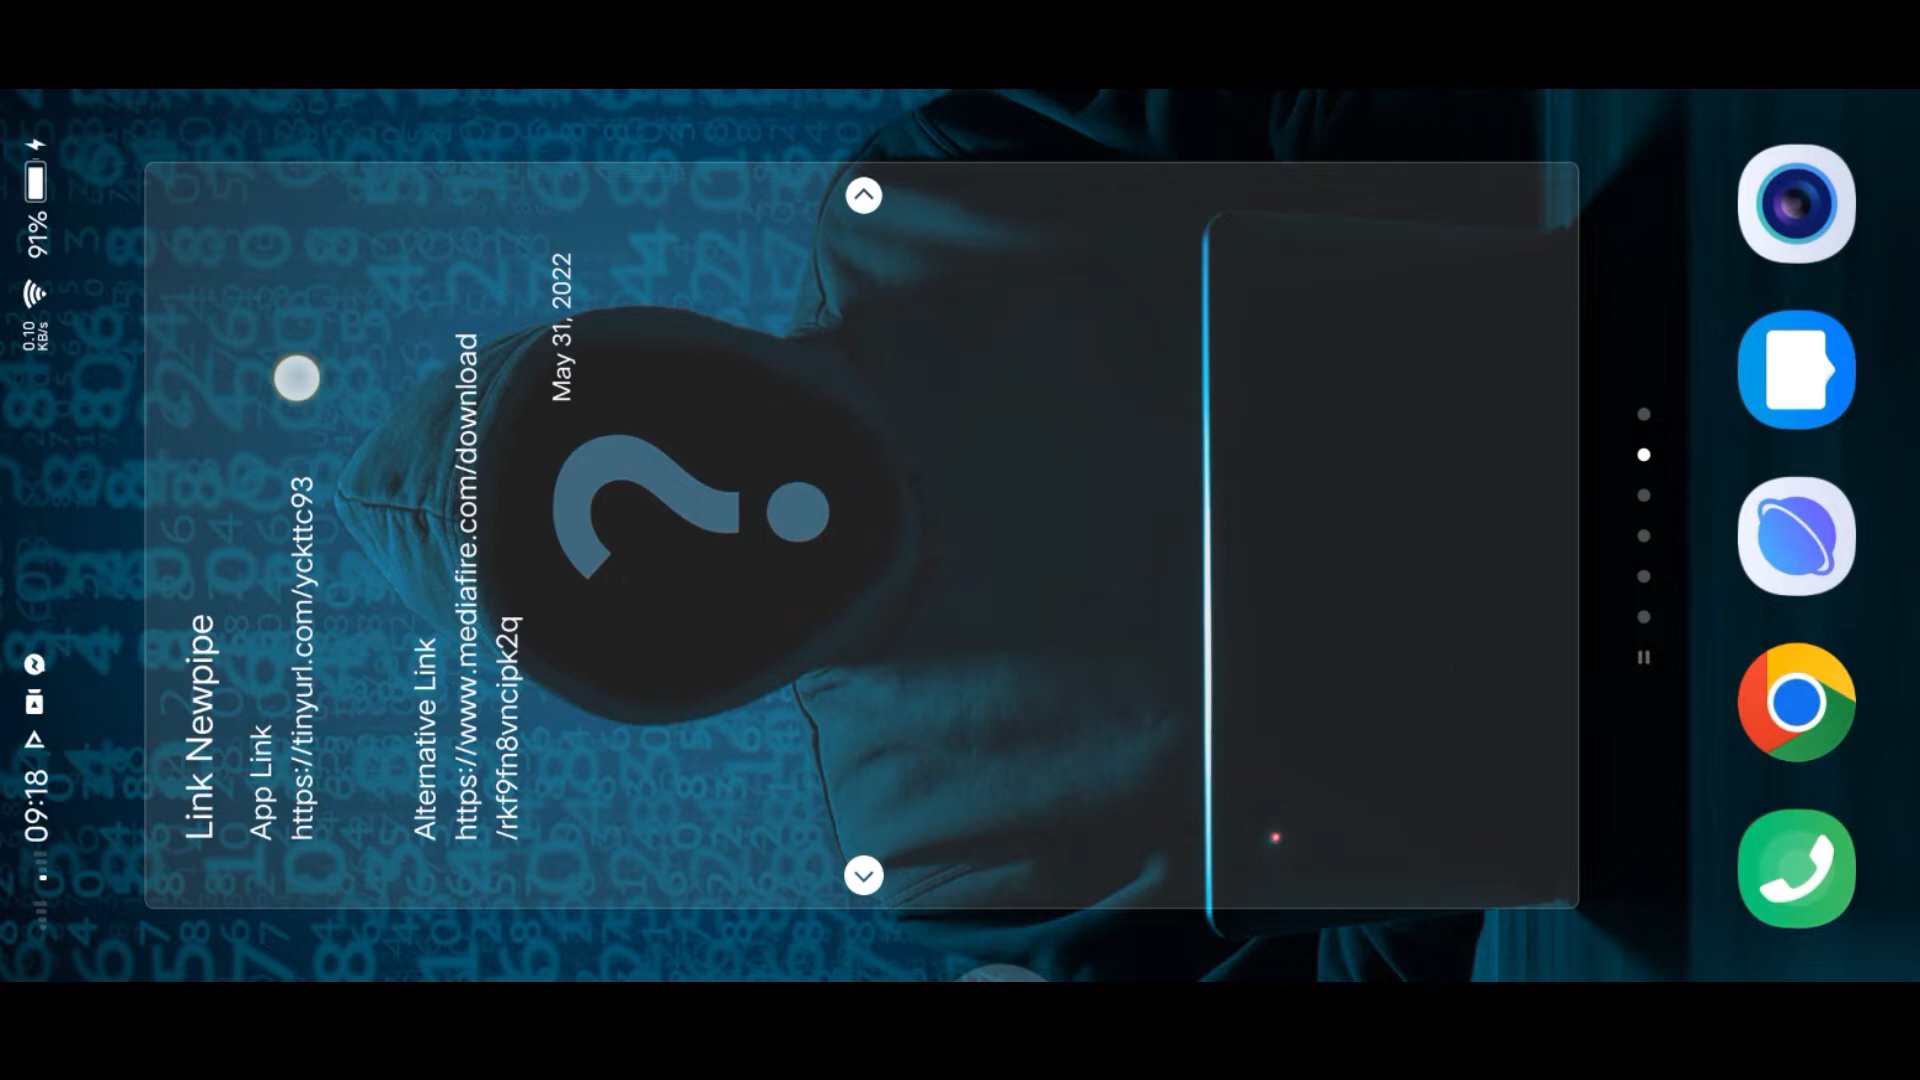 09:18
0.10
KB/s
91%
Link Newpipe
App Link
https://tinyurl.com/yckttc93
Alternative Link
https://www.mediafire.com/download
/rkf9fn8vncipk2q
May 31, 2022
?